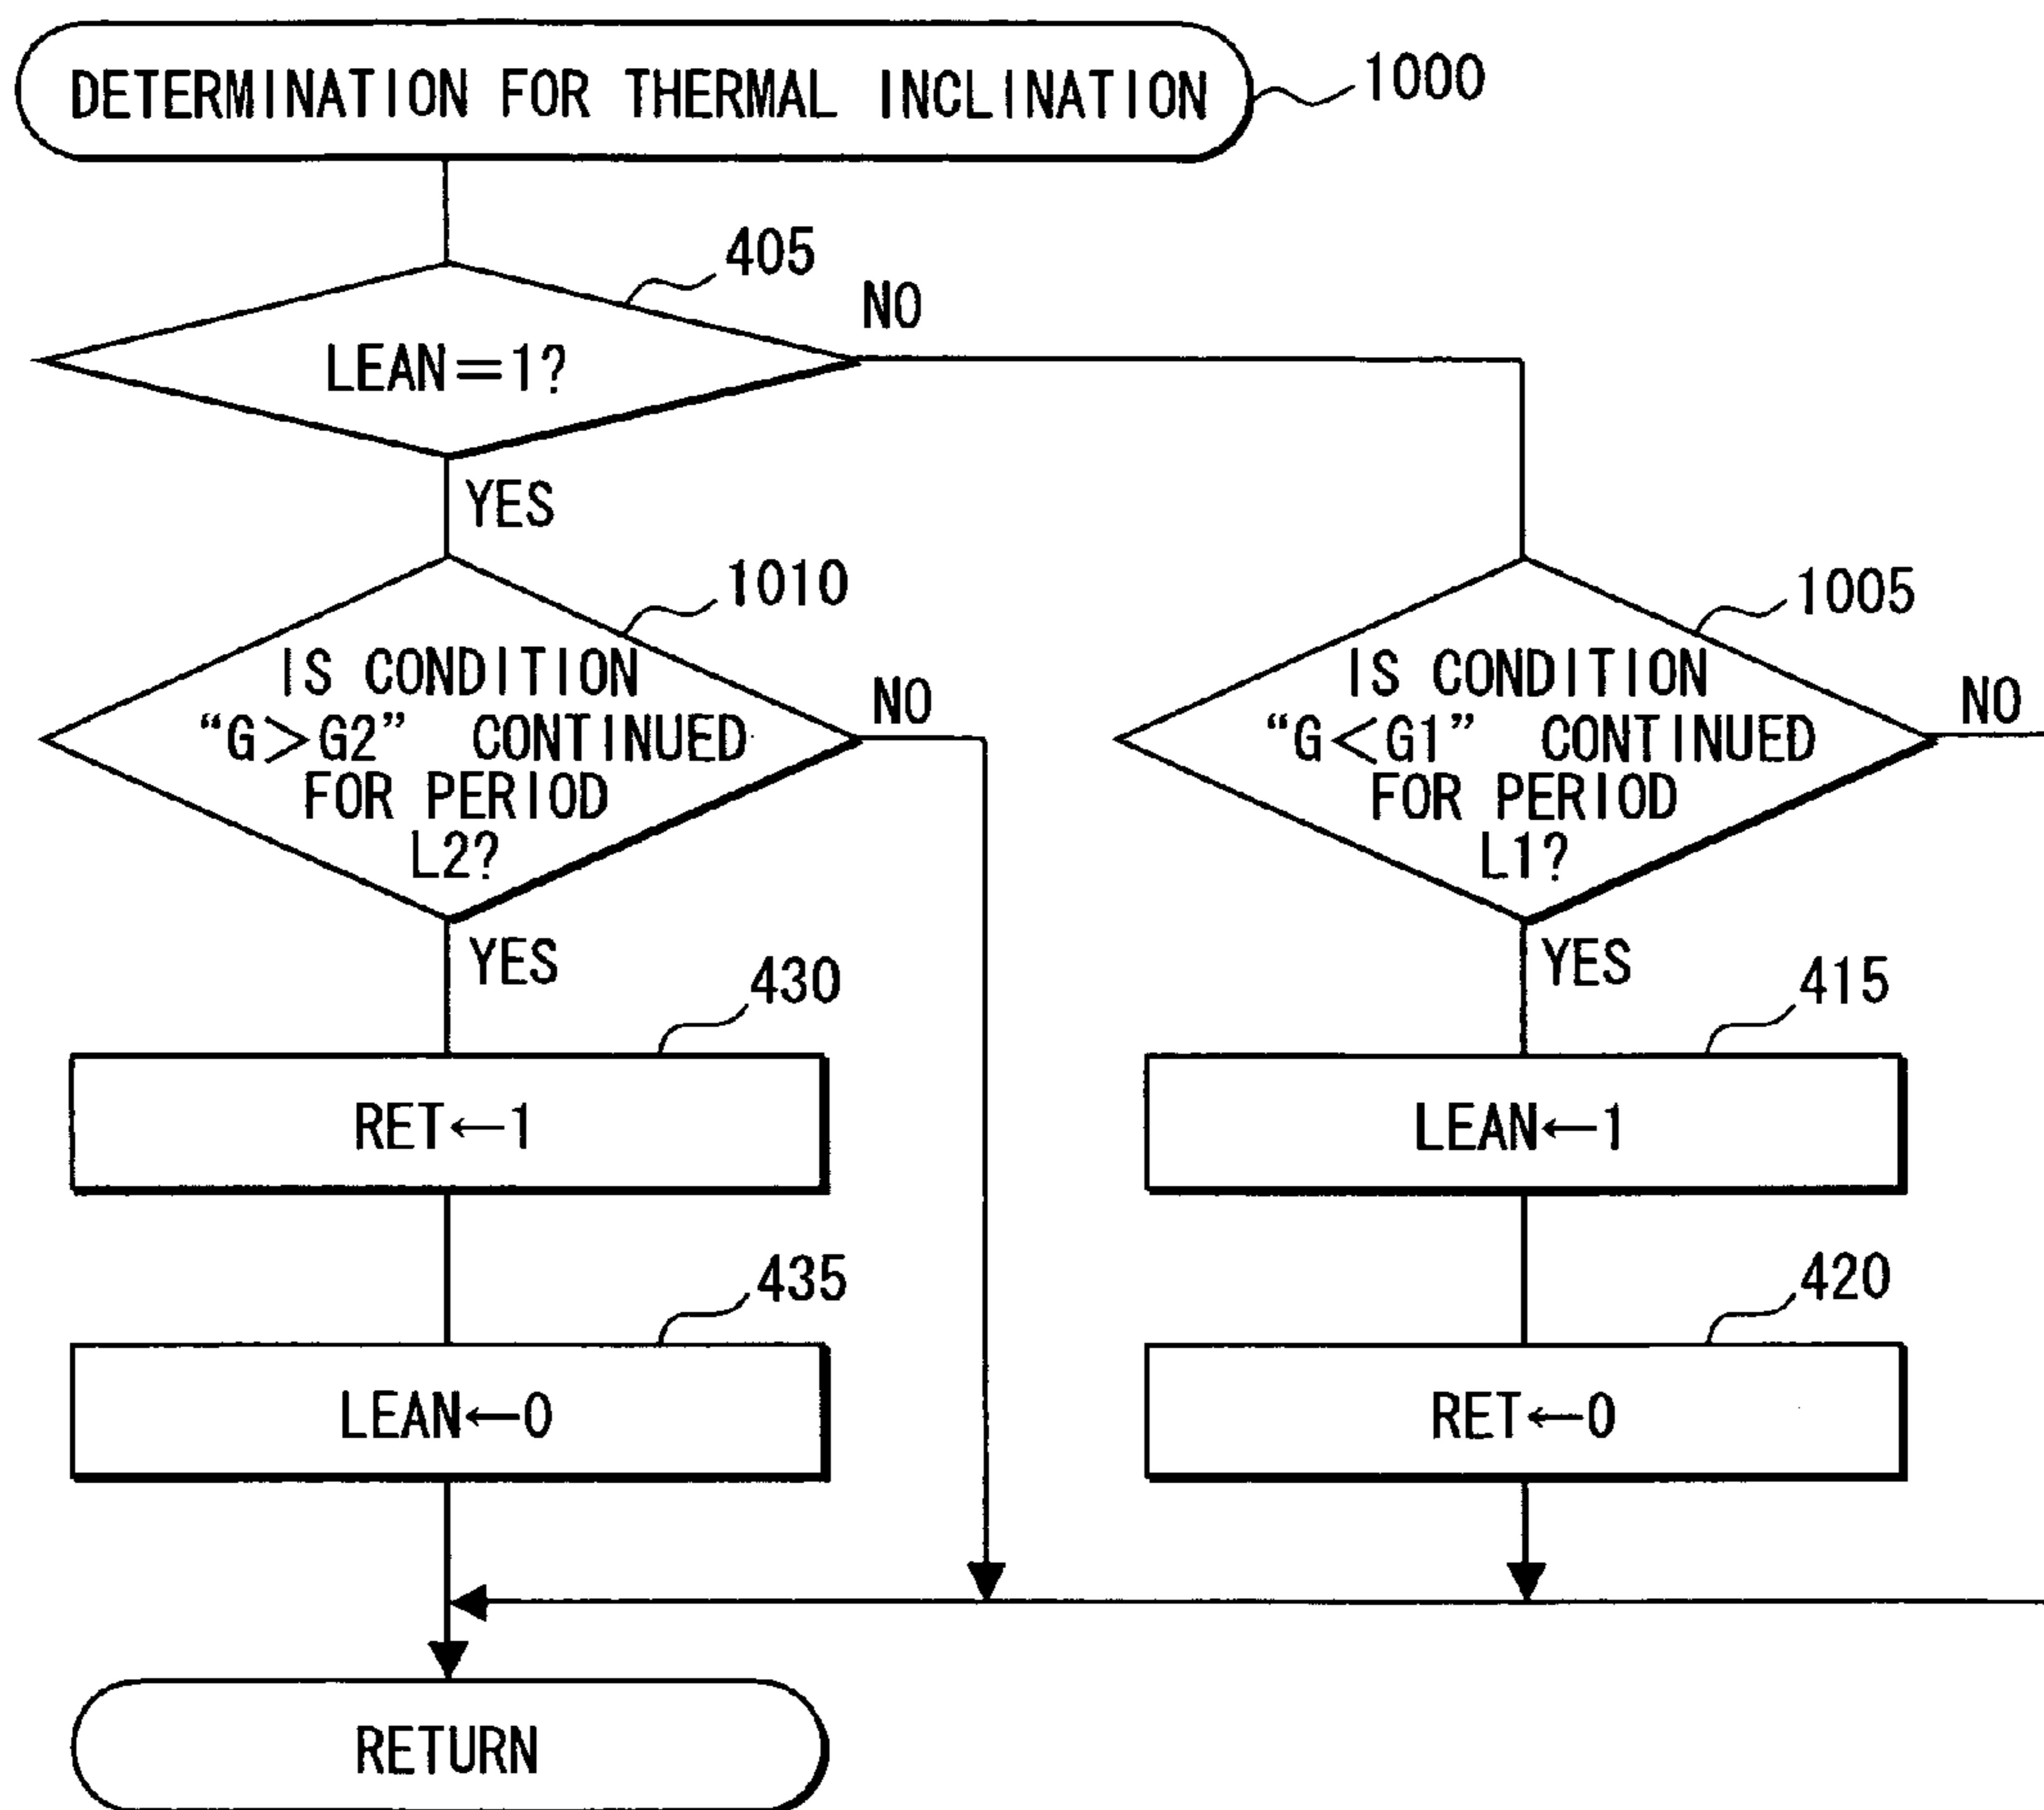 DETERMINATION FOR THERMAL INCLINATION
1000
405
LEAN=1?
NO
YES
1010
IS CONDITION
“G>G2” CONTINUED
FOR PERIOD
L2?
NO
YES
1005
IS CONDITION
“G<G1” CONTINUED
FOR PERIOD
L1?
NO
YES
430
RET←1
415
LEAN←1
435
LEAN←0
420
RET←0
RETURN